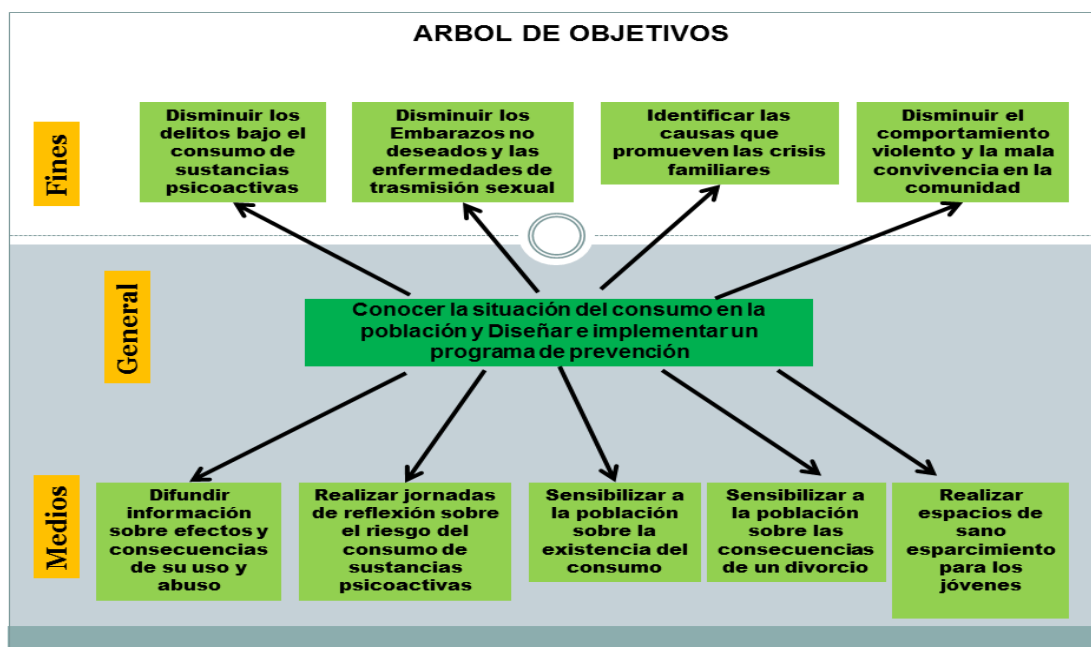 ARBOL DE OBJETIVOS
Fines
Disminuir los
delitos bajo el
consumo de
sustancias
psicoactivas
Disminuir los
Embarazos no
deseados y las
enfermedades de
trasmisión sexual
Identificar las
causas que
promueven las crisis
familiares
Disminuir el
comportamiento
violento y la mala
convivencia en la
comunidad
General
Conocer la situación del consumo en la
población y Diseñar e implementar un
programa de prevención
Medios
Difundir
información
sobre efectos y
consecuencias
de su uso y
abuso
Realizar jornadas
de reflexión sobre
el riesgo del
consumo de
sustancias
psicoactivas
Sensibilizar a
la población
sobre la
existencia del
consumo
Sensibilizar a
la población
sobre las
consecuencias
de un divorcio
Realizar
espacios de
sano
esparcimiento
para los
jóvenes